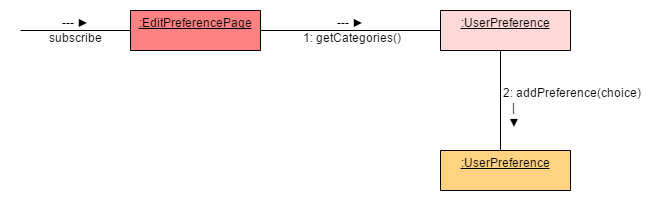 :EditPreferencePage
:UserPreference
subscribe
1: getCategories()
2: addPreference(choice)
:UserPreference